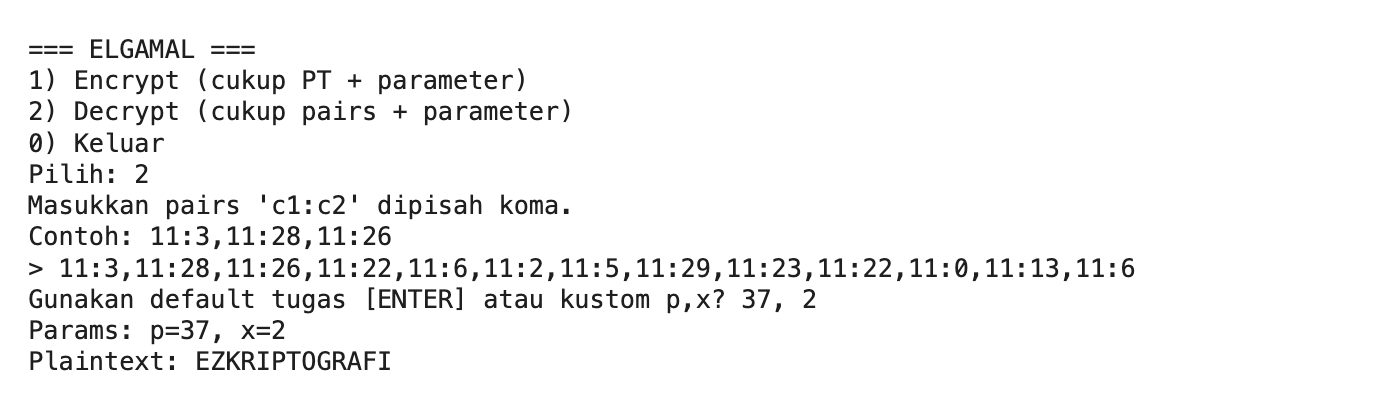 === ELGAMAL ===
1) Encrypt (cukup PT + parameter)
2) Decrypt (cukup pairs + parameter)
0) Keluar
Pilih: 2
Masukkan pairs 'c1:c2' dipisah koma.
Contoh: 11:3,11:28,11:26
> 11:3,11:28,11:26,11:22,11:6,11:2,11:5,11:29,11:23,11:22,11:0,11:13,11:6
Gunakan default tugas [ENTER] atau kustom p,x? 37, 2
Params: p=37, x=2
Plaintext: EZKRIPTOGRAFI